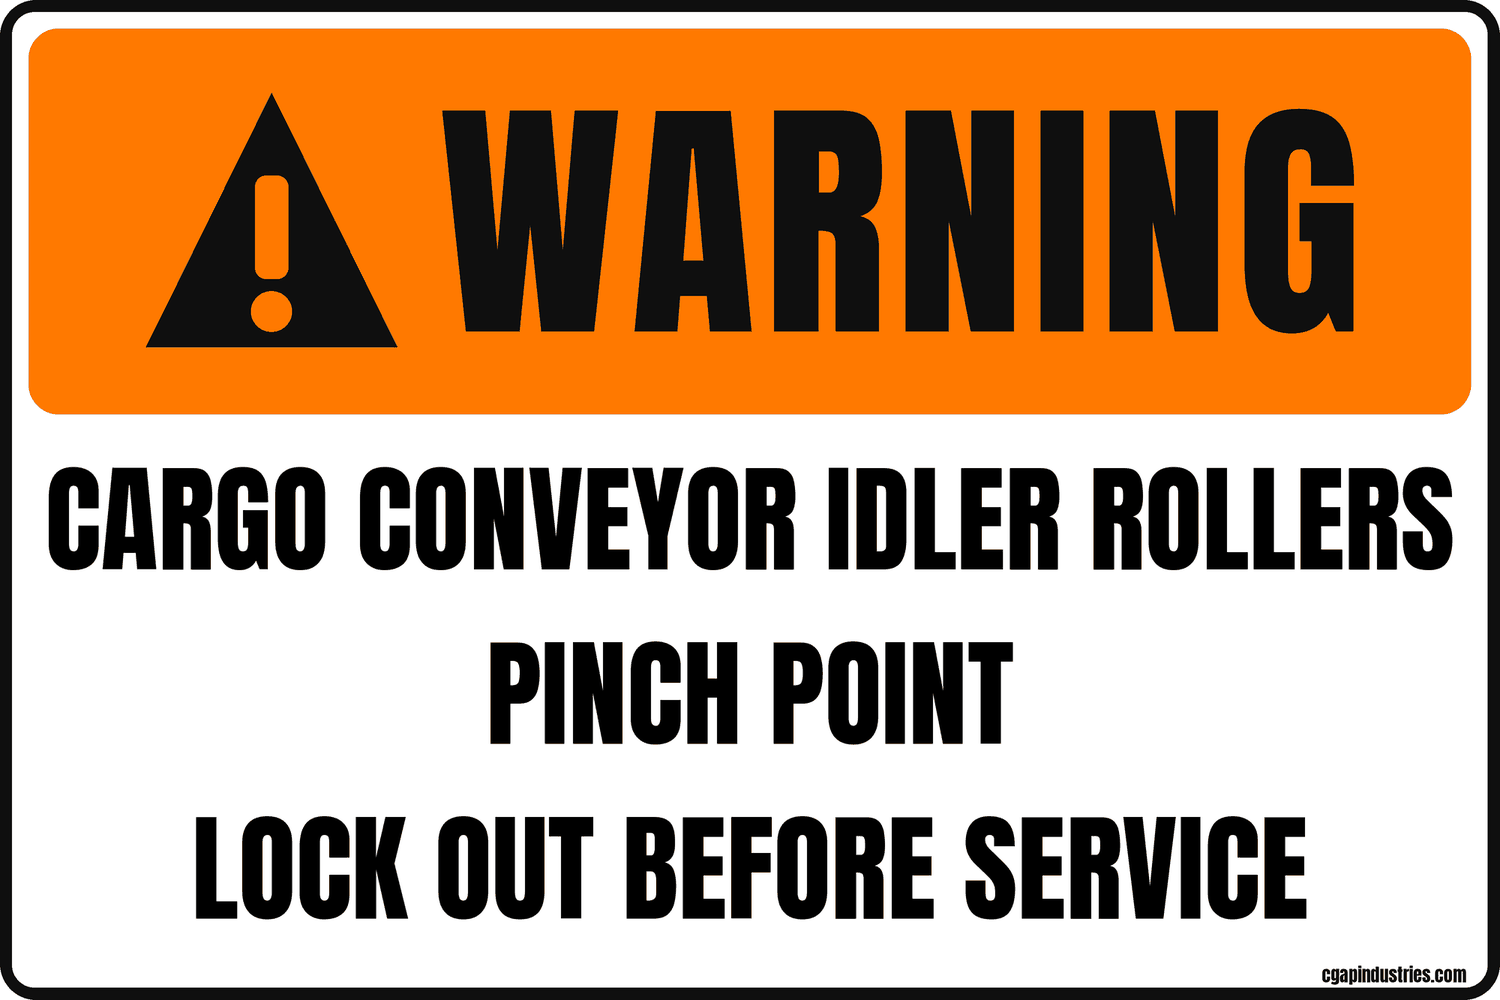 WARNING
CARGO CONVEYOR IDLER ROLLERS
PINCH POINT
LOCK OUT BEFORE SERVICE
cgapindustries.com